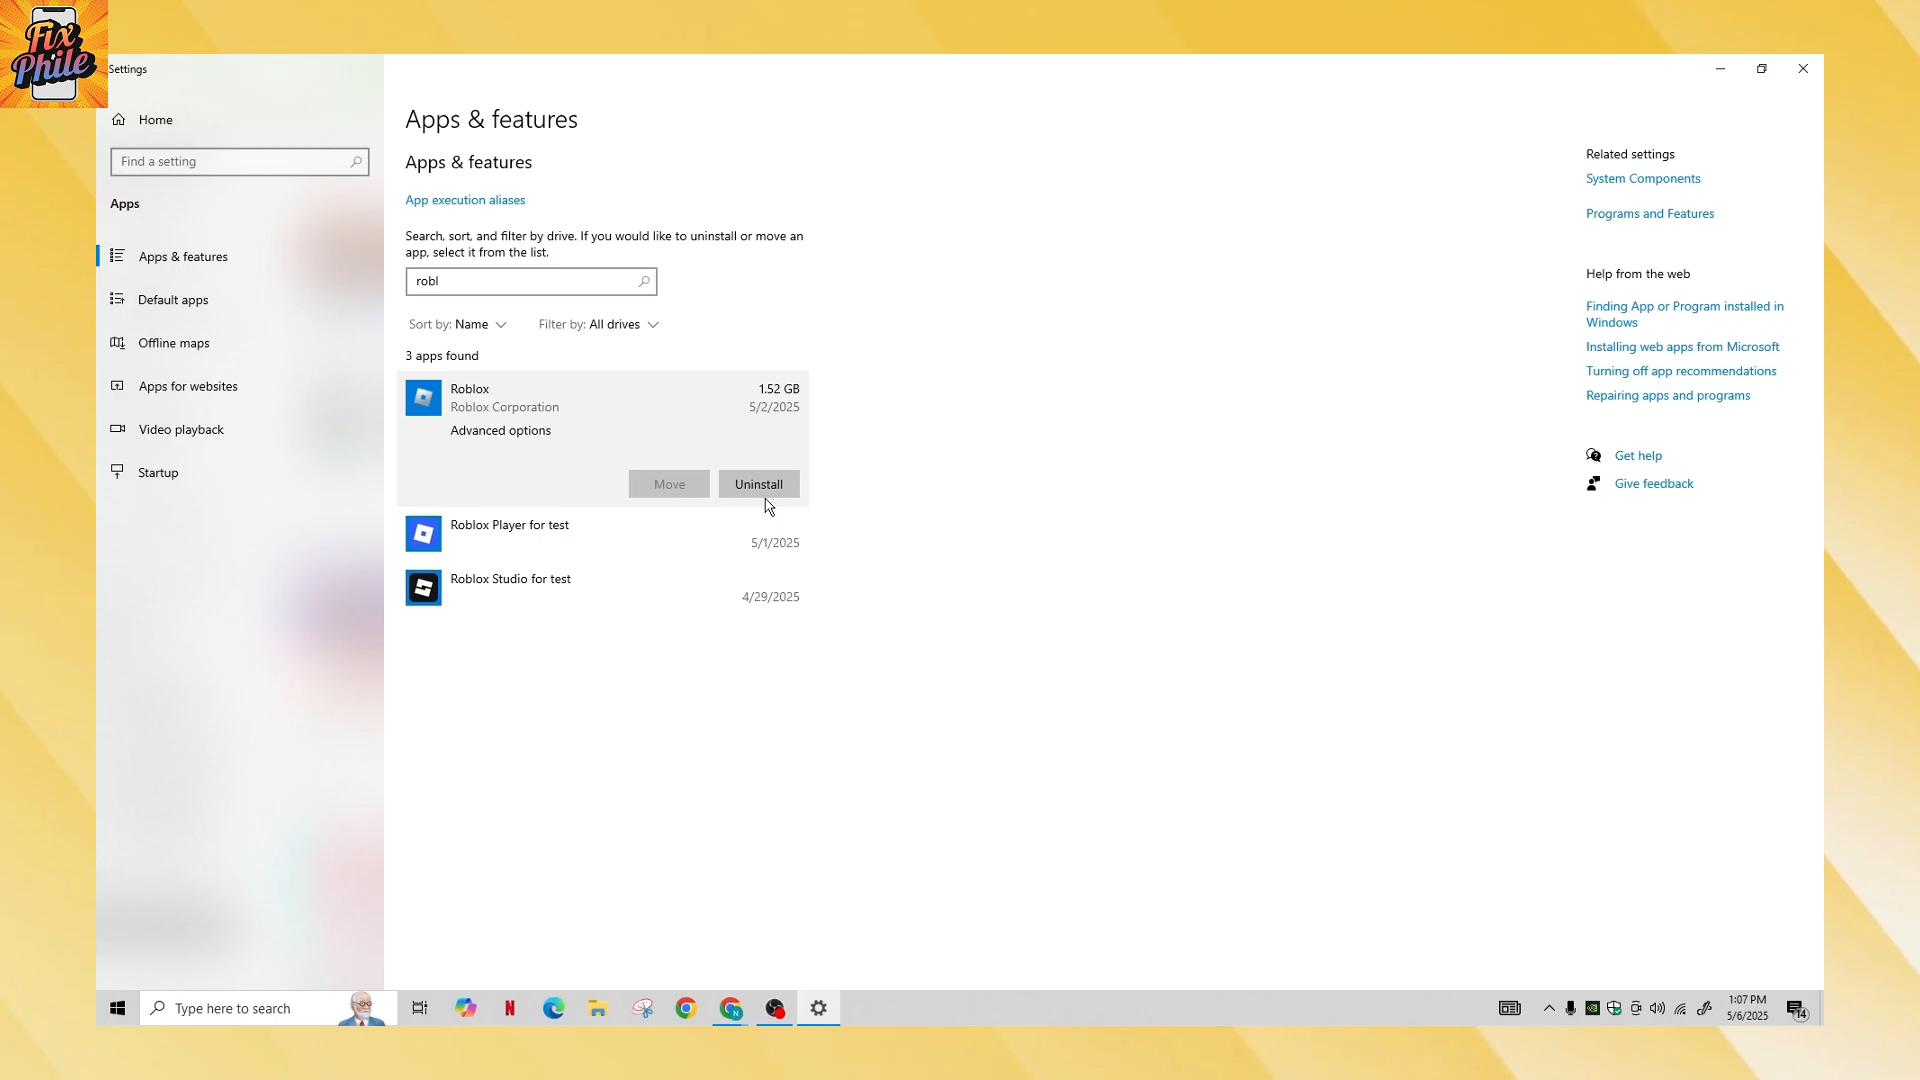 Fix
Phile
Settings
Home
Find a setting
Apps
Apps & features
Default apps
Offline maps
Apps for websites
Video playback
Startup
Apps & features
Apps & features
App execution aliases
Search, sort, and filter by drive. If you would like to uninstall or move an
app, select it from the list.
robl
Sort by: Name
Filter by: All drives
3 apps found
Roblox
1.52 GB
Roblox Corporation
5/2/2025
Advanced options
Move
Uninstall
Roblox Player for test
5/1/2025
Roblox Studio for test
4/29/2025
Related settings
System Components
Programs and Features
Help from the web
Finding App or Program installed in
Windows
Installing web apps from Microsoft
Turning off app recommendations
Repairing apps and programs
Get help
Give feedback
Type here to search
N
N
1:07 PM
5/6/2025
14